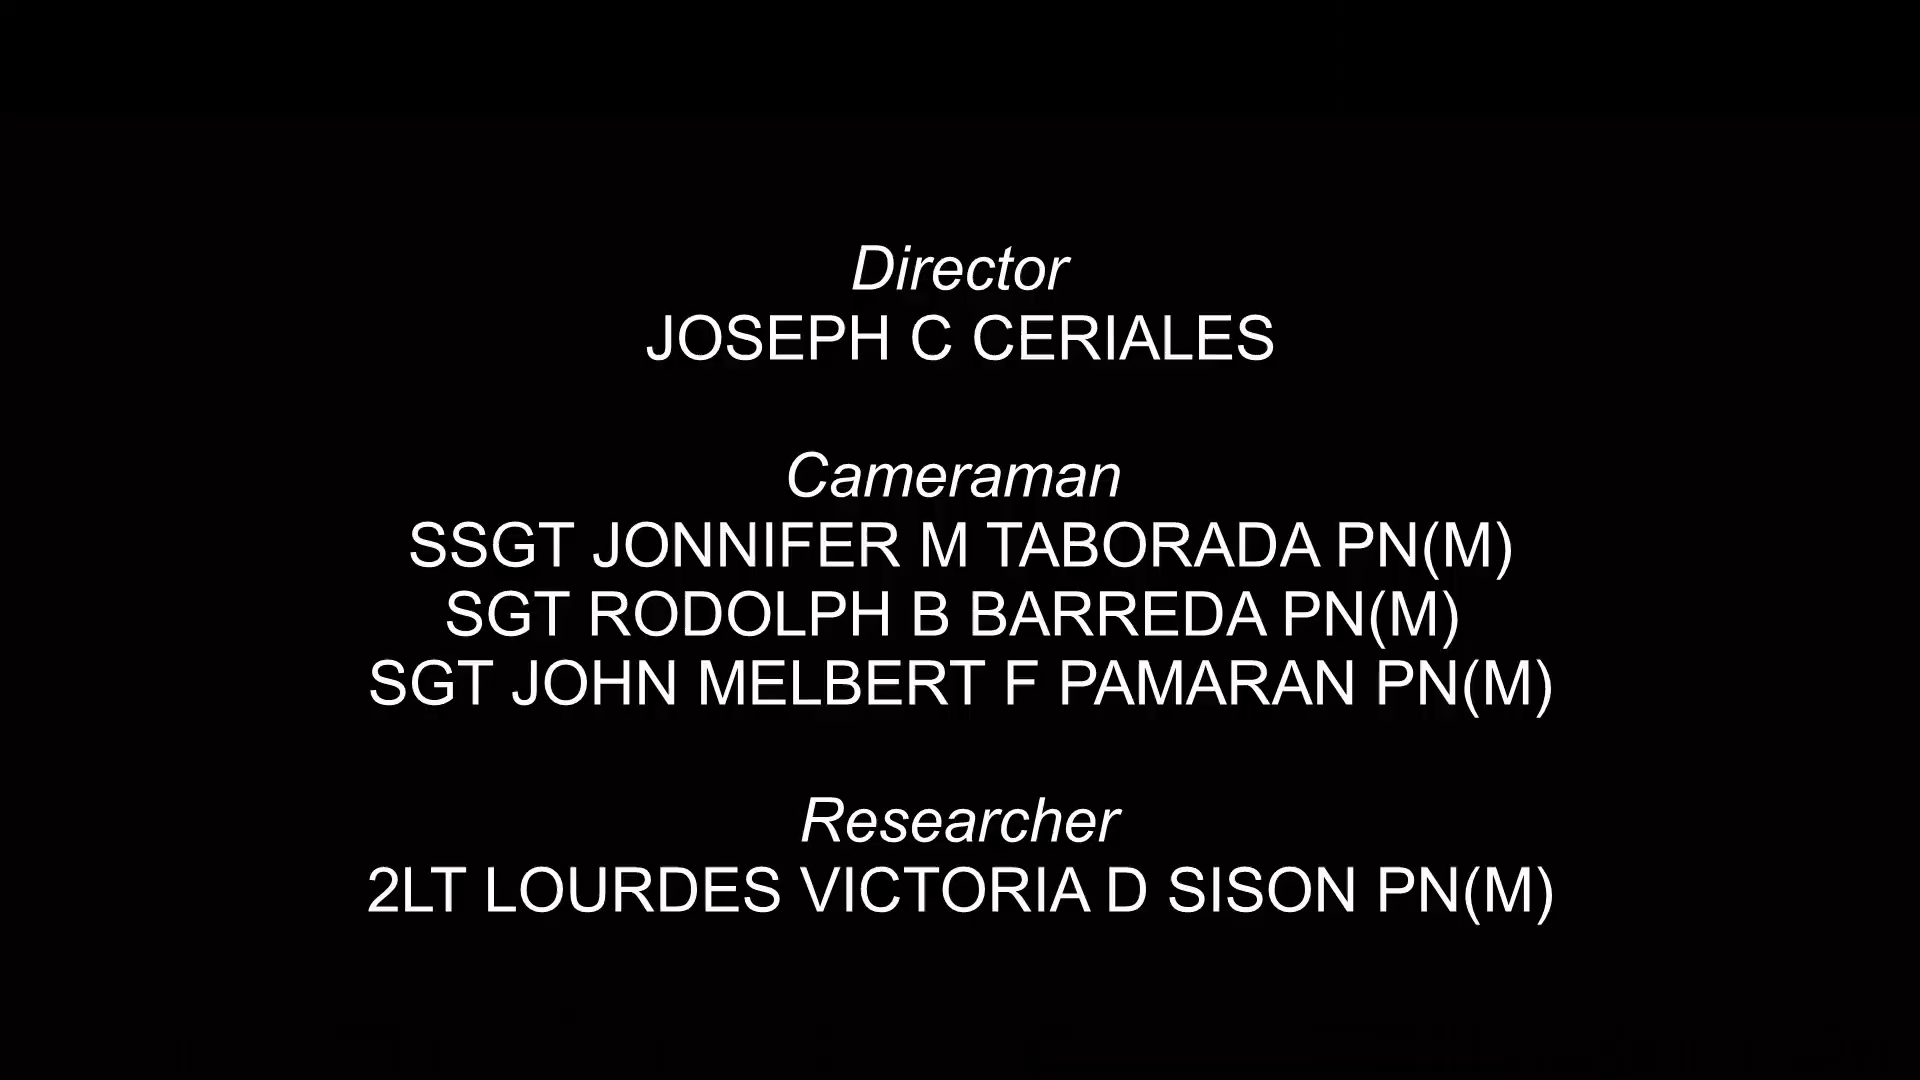 Director
JOSEPH C CERIALES
Cameraman
SSGT JONNIFER M TABORADA PN(M)
SGT RODOLPH B BARREDA PN(M)
SGT JOHN MELBERT F PAMARAN PN(M)
Researcher
2LT LOURDES VICTORIA D SISON PN(M)